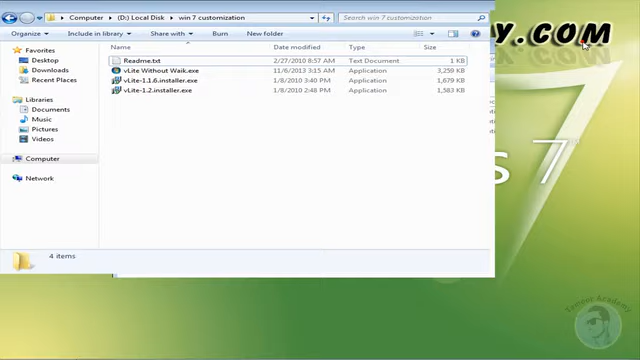 Computer ▸ (D:) Local Disk ▸ win 7 customization
Search win 7 customization
y.com
Organize Include in library Share with Burn New folder
Name Date modified Type Size
Favorites
Desktop
Downloads
Recent Places
Libraries
Documents
Music
Pictures
Videos
Computer
Network
Readme.txt 2/27/2010 8:57 AM Text Document 1 KB
vLite Without Waik.exe 11/6/2013 3:15 AM Application 3,259 KB
vLite-1.1.6.installer.exe 1/8/2010 3:40 PM Application 1,679 KB
vLite-1.2.installer.exe 1/8/2010 2:48 PM Application 1,583 KB
s 7
4 items
Academy